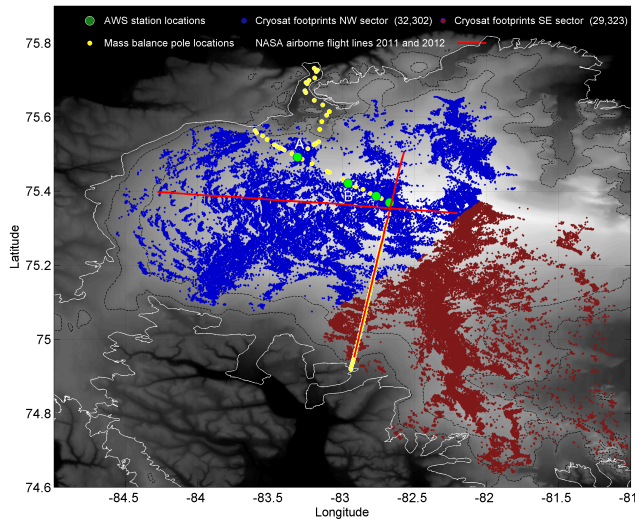 AWS station locations
Cryosat footprints NW sector (32,302)
Cryosat footprints SE sector (29,323)
Mass balance pole locations
NASA airborne flight lines 2011 and 2012
75.8
75.6
75.4
75.2
75
74.8
74.6
Latitude
A
-84.5
-84
-83.5
-83
-82.5
-82
-81.5
-81
Longitude